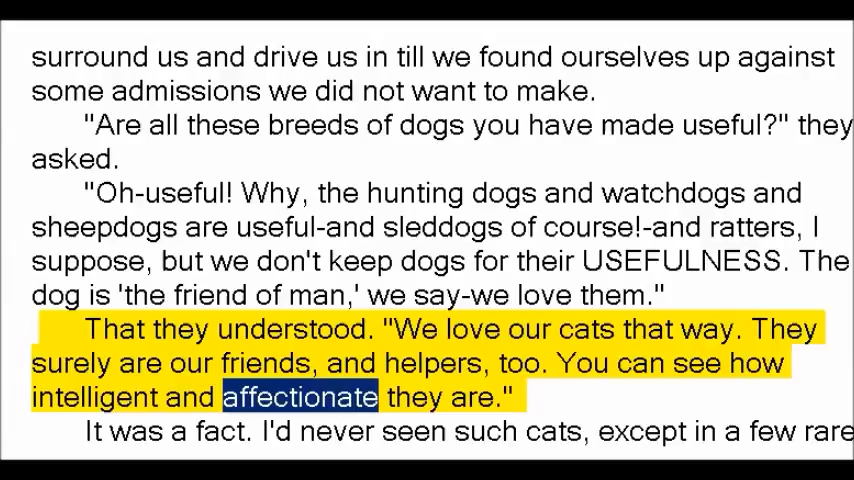 surround us and drive us in till we found ourselves up against
some admissions we did not want to make.
"Are all these breeds of dogs you have made useful?" they
asked.
"Oh-useful! Why, the hunting dogs and watchdogs and
sheepdogs are useful-and sleddogs of course!-and ratters, I
suppose, but we don't keep dogs for their USEFULNESS. The
dog is 'the friend of man,' we say-we love them."
That they understood. "We love our cats that way. They
surely are our friends, and helpers, too. You can see how
intelligent and affectionate they are."
It was a fact. I'd never seen such cats, except in a few rare